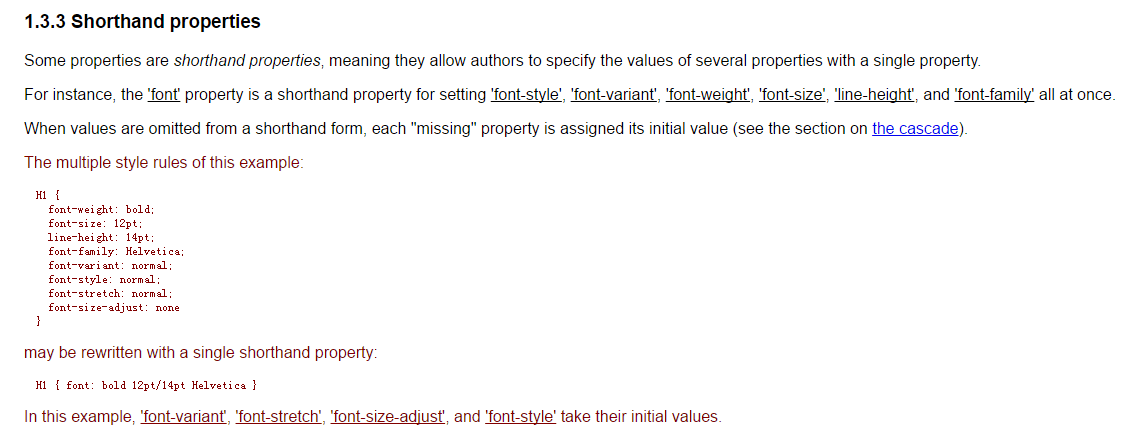 1.3.3 Shorthand properties
Some properties are shorthand properties, meaning they allow authors to specify the values of several properties with a single property.
For instance, the 'font' property is a shorthand property for setting 'font-style', 'font-variant', 'font-weight', 'font-size', 'line-height', and 'font-family' all at once.
When values are omitted from a shorthand form, each "missing" property is assigned its initial value (see the section on the cascade).
The multiple style rules of this example:
H1 {
  font-weight: bold;
  font-size: 12pt;
  line-height: 14pt;
  font-family: Helvetica;
  font-variant: normal;
  font-style: normal;
  font-stretch: normal;
  font-size-adjust: none
}
may be rewritten with a single shorthand property:
H1 { font: bold 12pt/14pt Helvetica }
In this example, 'font-variant', 'font-stretch', 'font-size-adjust', and 'font-style' take their initial values.